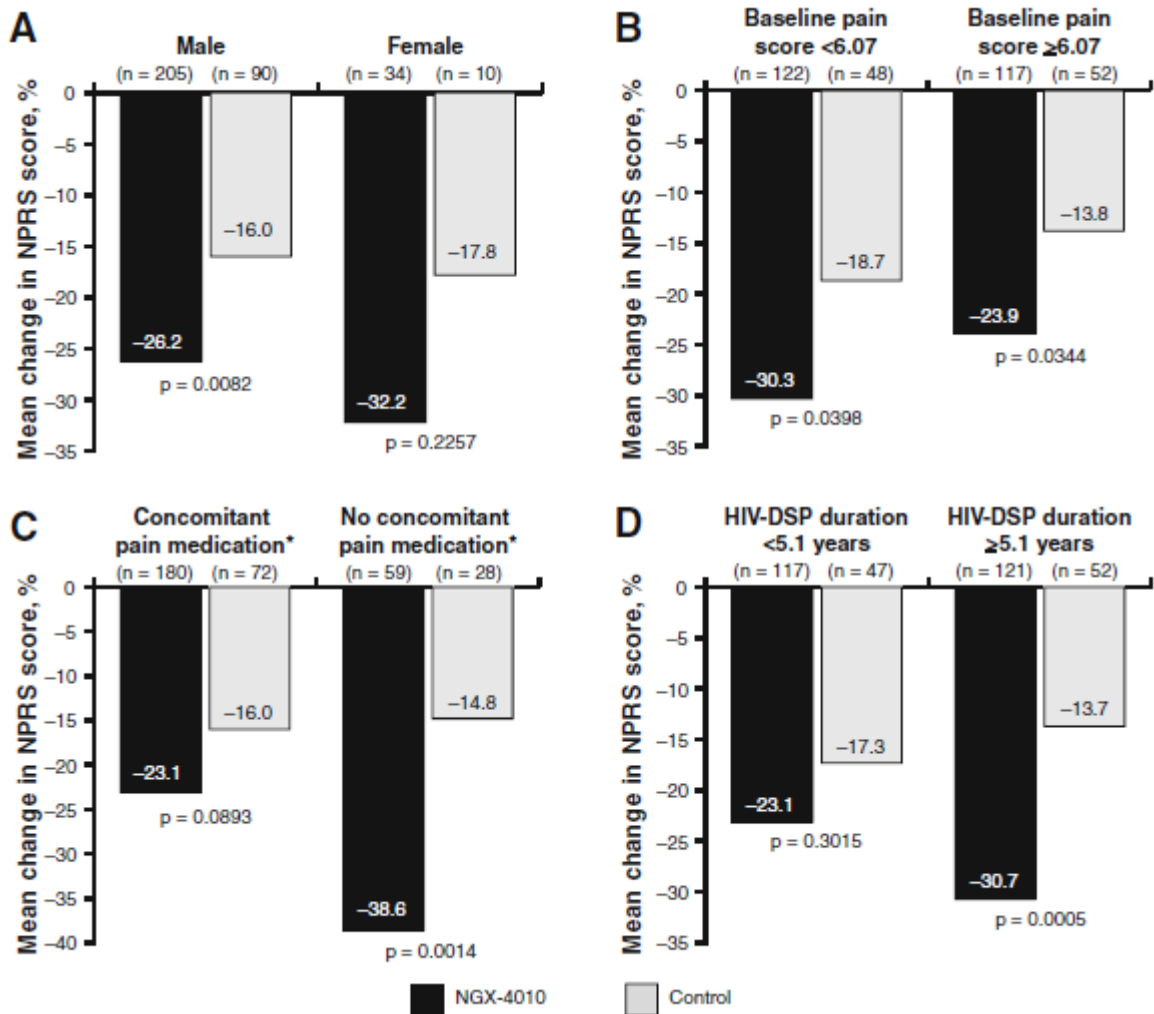 A
Male
Female
(n = 205)
(n = 90)
(n = 34)
(n = 10)
Mean change in NPRS score, %
0
−5
−10
−15
−20
−25
−30
−35
−26.2
−16.0
−32.2
−17.8
p = 0.0082
p = 0.2257
B
Baseline pain
score <6.07
Baseline pain
score ≥6.07
(n = 122)
(n = 48)
(n = 117)
(n = 52)
Mean change in NPRS score, %
0
−5
−10
−15
−20
−25
−30
−35
−30.3
−18.7
−23.9
−13.8
p = 0.0398
p = 0.0344
C
Concomitant
pain medication*
No concomitant
pain medication*
(n = 180)
(n = 72)
(n = 59)
(n = 28)
Mean change in NPRS score, %
0
−5
−10
−15
−20
−25
−30
−35
−40
−23.1
−16.0
−38.6
−14.8
p = 0.0893
p = 0.0014
D
HIV-DSP duration
<5.1 years
HIV-DSP duration
≥5.1 years
(n = 117)
(n = 47)
(n = 121)
(n = 52)
Mean change in NPRS score, %
0
−5
−10
−15
−20
−25
−30
−35
−23.1
−17.3
−30.7
−13.7
p = 0.3015
p = 0.0005
NGX-4010
Control